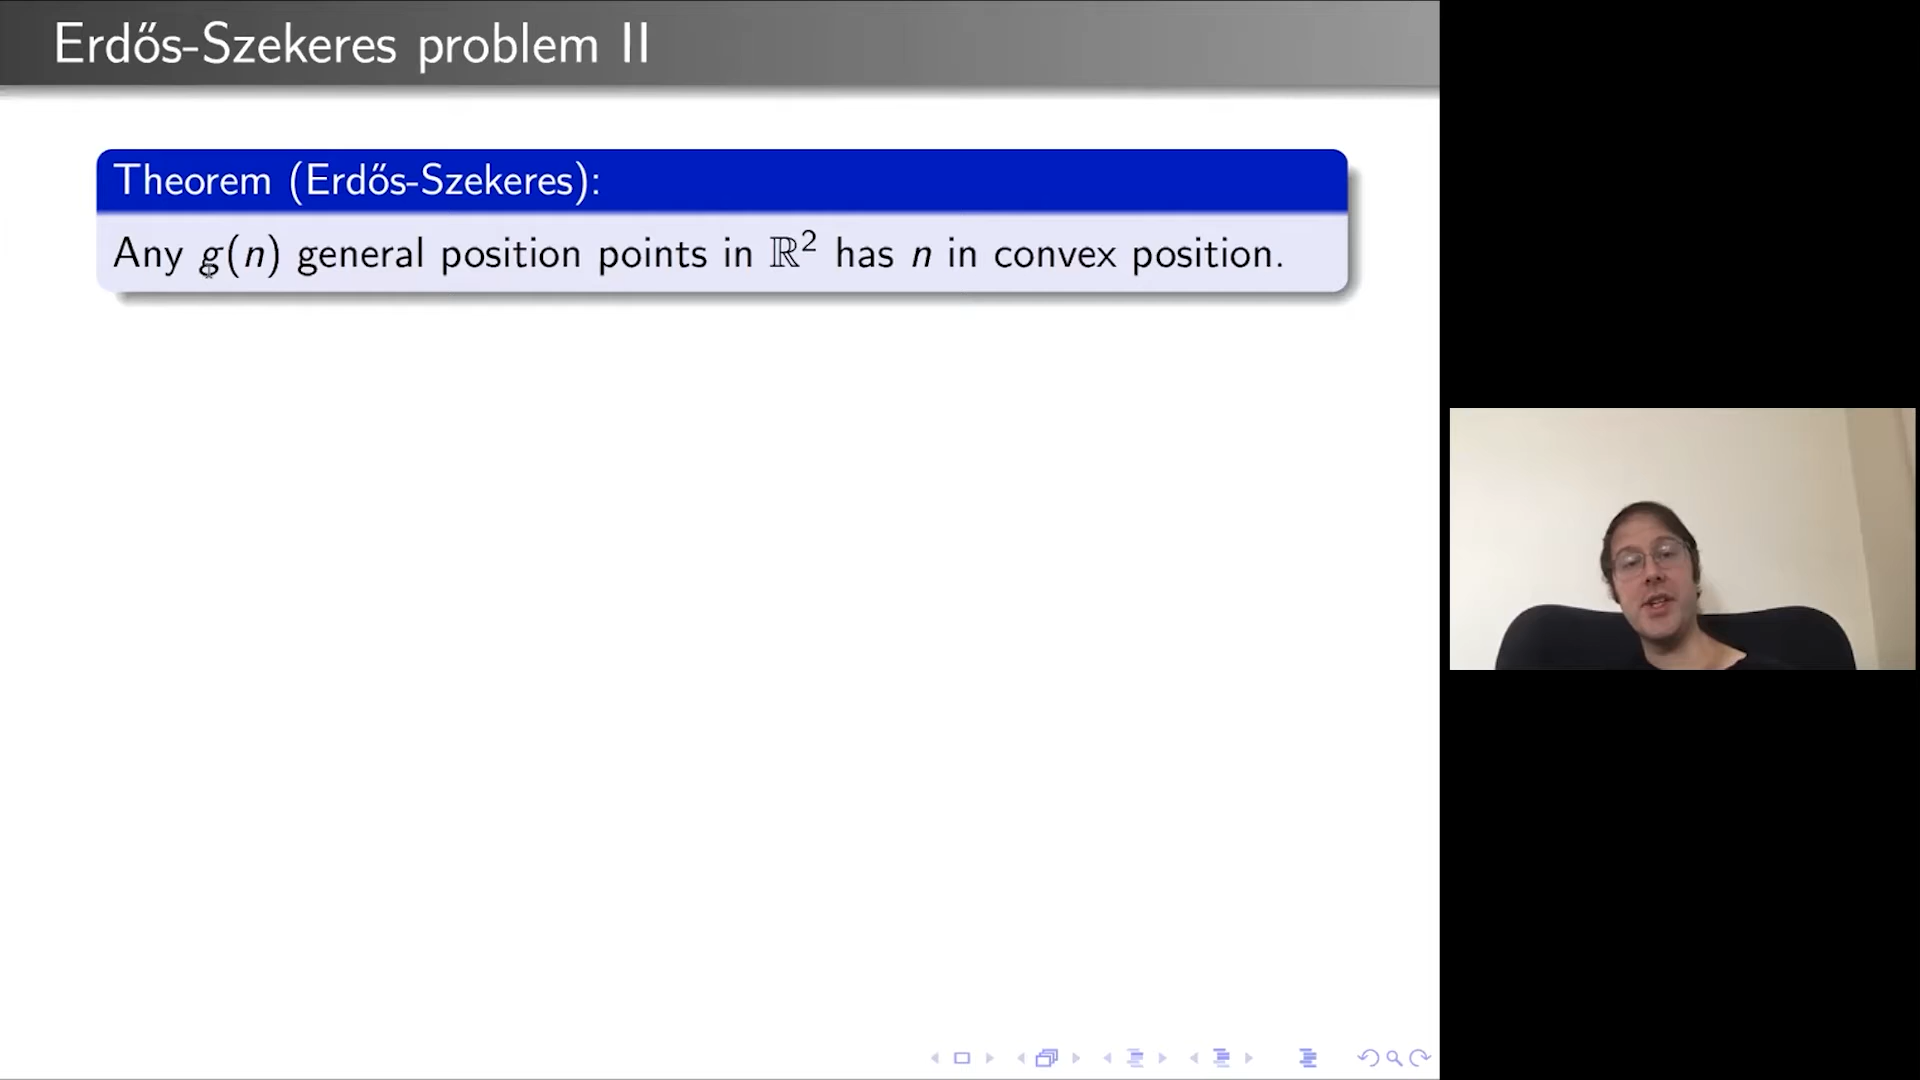 Erdős-Szekeres problem II
Theorem (Erdős-Szekeres):
Any g(n) general position points in ℝ² has n in convex position.